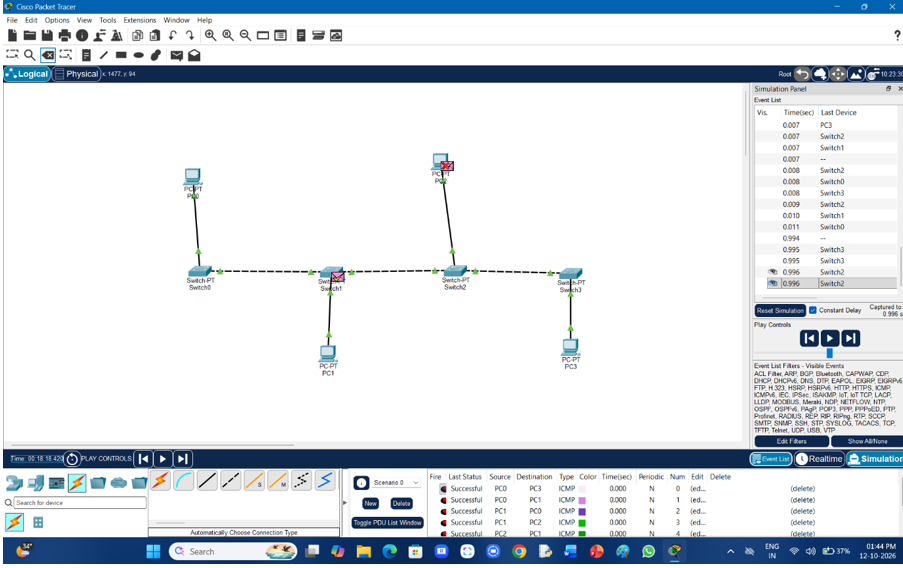 Cisco Packet Tracer
File Edit Options View Tools Extensions Window Help
?
Logical Physical x: 1477, y: 94 Root 10:23:30
Simulation Panel
Event List
Vis. Time(sec) Last Device
0.007 PC3
0.007 Switch2
0.007 Switch1
0.007 --
0.008 Switch2
0.008 Switch0
0.008 Switch3
0.009 Switch2
0.010 Switch1
0.011 Switch0
0.994 --
0.995 Switch3
0.995 Switch3
0.996 Switch2
0.996 Switch2
Reset Simulation Constant Delay Captured to:
0.996 s
Play Controls
Event List Filters - Visible Events
ACL Filter, ARP, BGP, Bluetooth, CAPWAP, CDP,
DHCP, DHCPv6, DNS, DTP, EAPOL, EIGRP, EIGRPv6
FTP, H.323, HSRP, HSRPv6, HTTP, HTTPS, ICMP,
ICMPv6, IEC, IPSec, ISAKMP, IoT, IoT TCP, LACP,
LLDP, MODBUS, Meraki, NDP, NETFLOW, NTP,
OSPF, OSPFv6, PAgP, POP3, PPP, PPPoED, PTP,
Profinet, RADIUS, REP, RIP, RIPng, RTP, SCCP,
SMTP, SNMP, SSH, STP, SYSLOG, TACACS, TCP,
TFTP, Telnet, UDP, USB, VTP
Edit Filters Show All/None
PC-PT
PC0
PC-PT
Switch-PT
Switch0
Switch1
Switch-PT
Switch2
Switch-PT
Switch3
PC-PT
PC1
PC-PT
PC3
Time: 00:18:18.420 PLAY CONTROLS: Event List Realtime Simulation
Search for device
Automatically Choose Connection Type
Scenario 0
New Delete
Toggle PDU List Window
Fire Last Status Source Destination Type Color Time(sec) Periodic Num Edit Delete
Successful PC0 PC3 ICMP 0.000 N 0 (ed... (delete)
Successful PC0 PC1 ICMP 0.000 N 1 (ed... (delete)
Successful PC1 PC0 ICMP 0.000 N 2 (ed... (delete)
Successful PC1 PC2 ICMP 0.000 N 3 (ed... (delete)
Successful PC2 PC1 ICMP 0.000 N 4 (ed... (delete)
Search
ENG
IN
37%
01:44 PM
12-10-2026